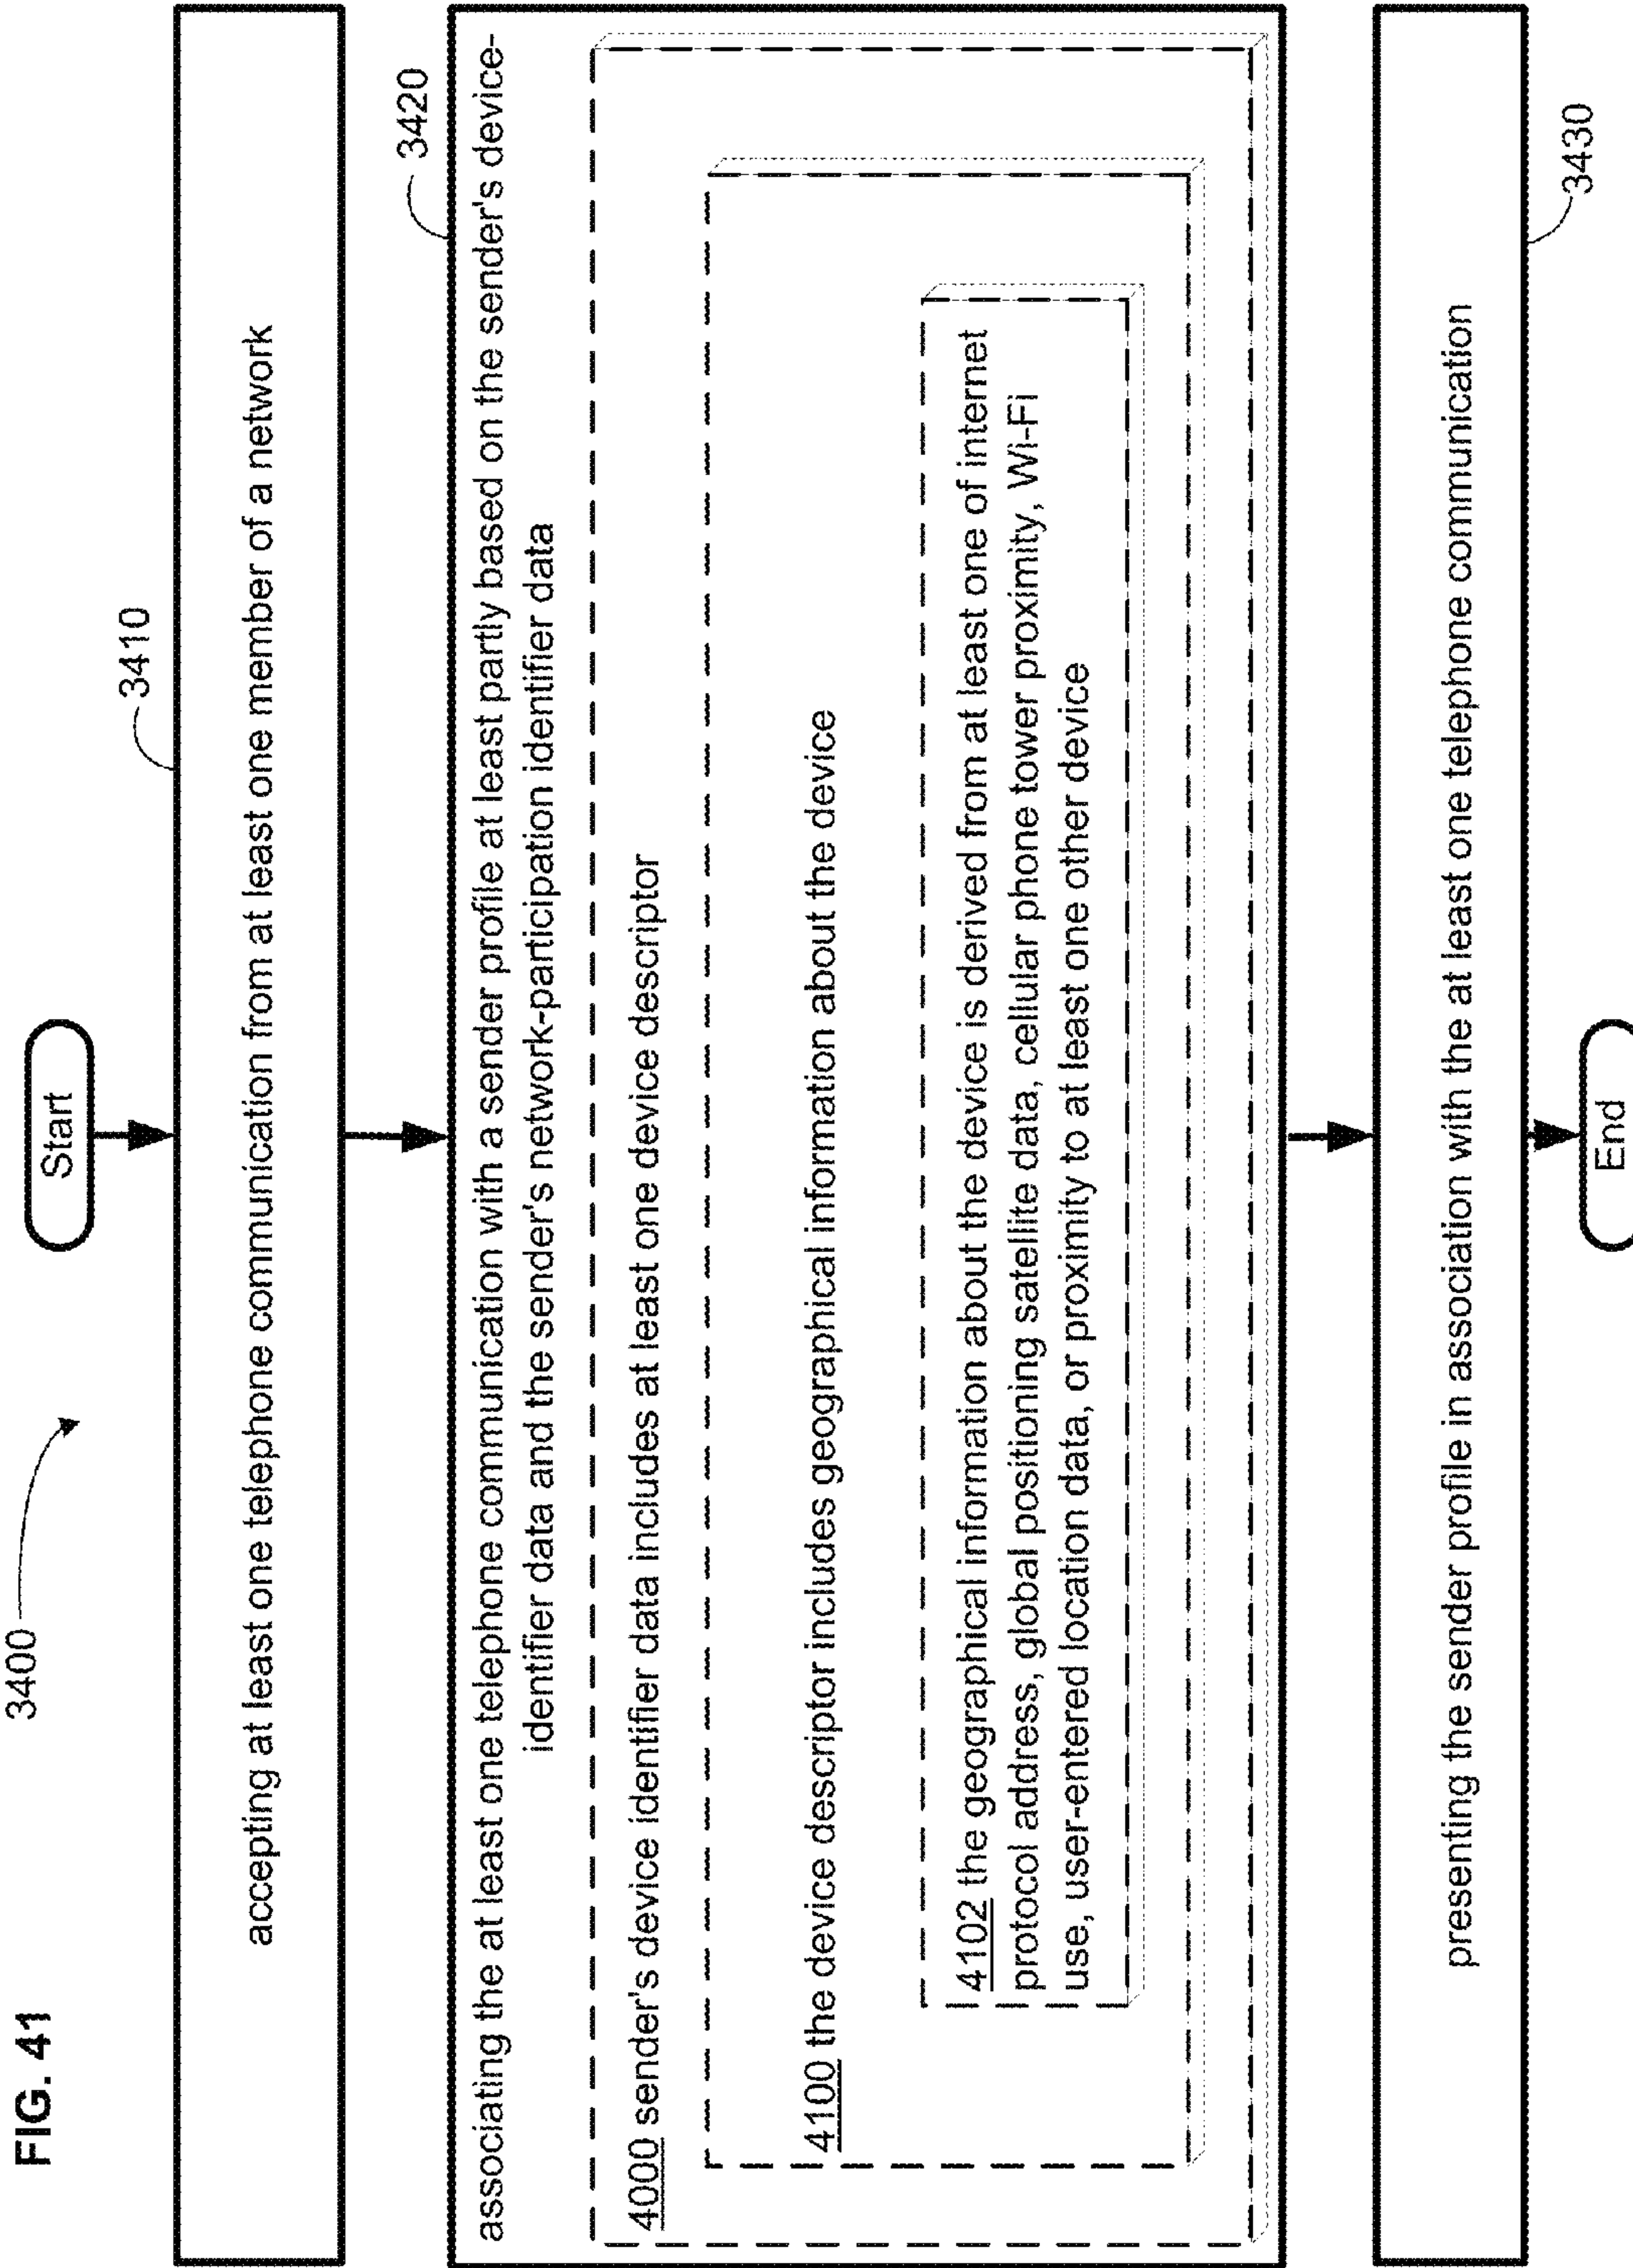 FIG. 41
3400
Start
3410
accepting at least one telephone communication from at least one member of a network
3420
associating the at least one telephone communication with a sender profile at least partly based on the sender's device-
identifier data and the sender's network-participation identifier data
4000 sender's device identifier data includes at least one device descriptor
4100 the device descriptor includes geographical information about the device
4102 the geographical information about the device is derived from at least one of internet
protocol address, global positioning satellite data, cellular phone tower proximity, Wi-Fi
use, user-entered location data, or proximity to at least one other device
presenting the sender profile in association with the at least one telephone communication
3430
End